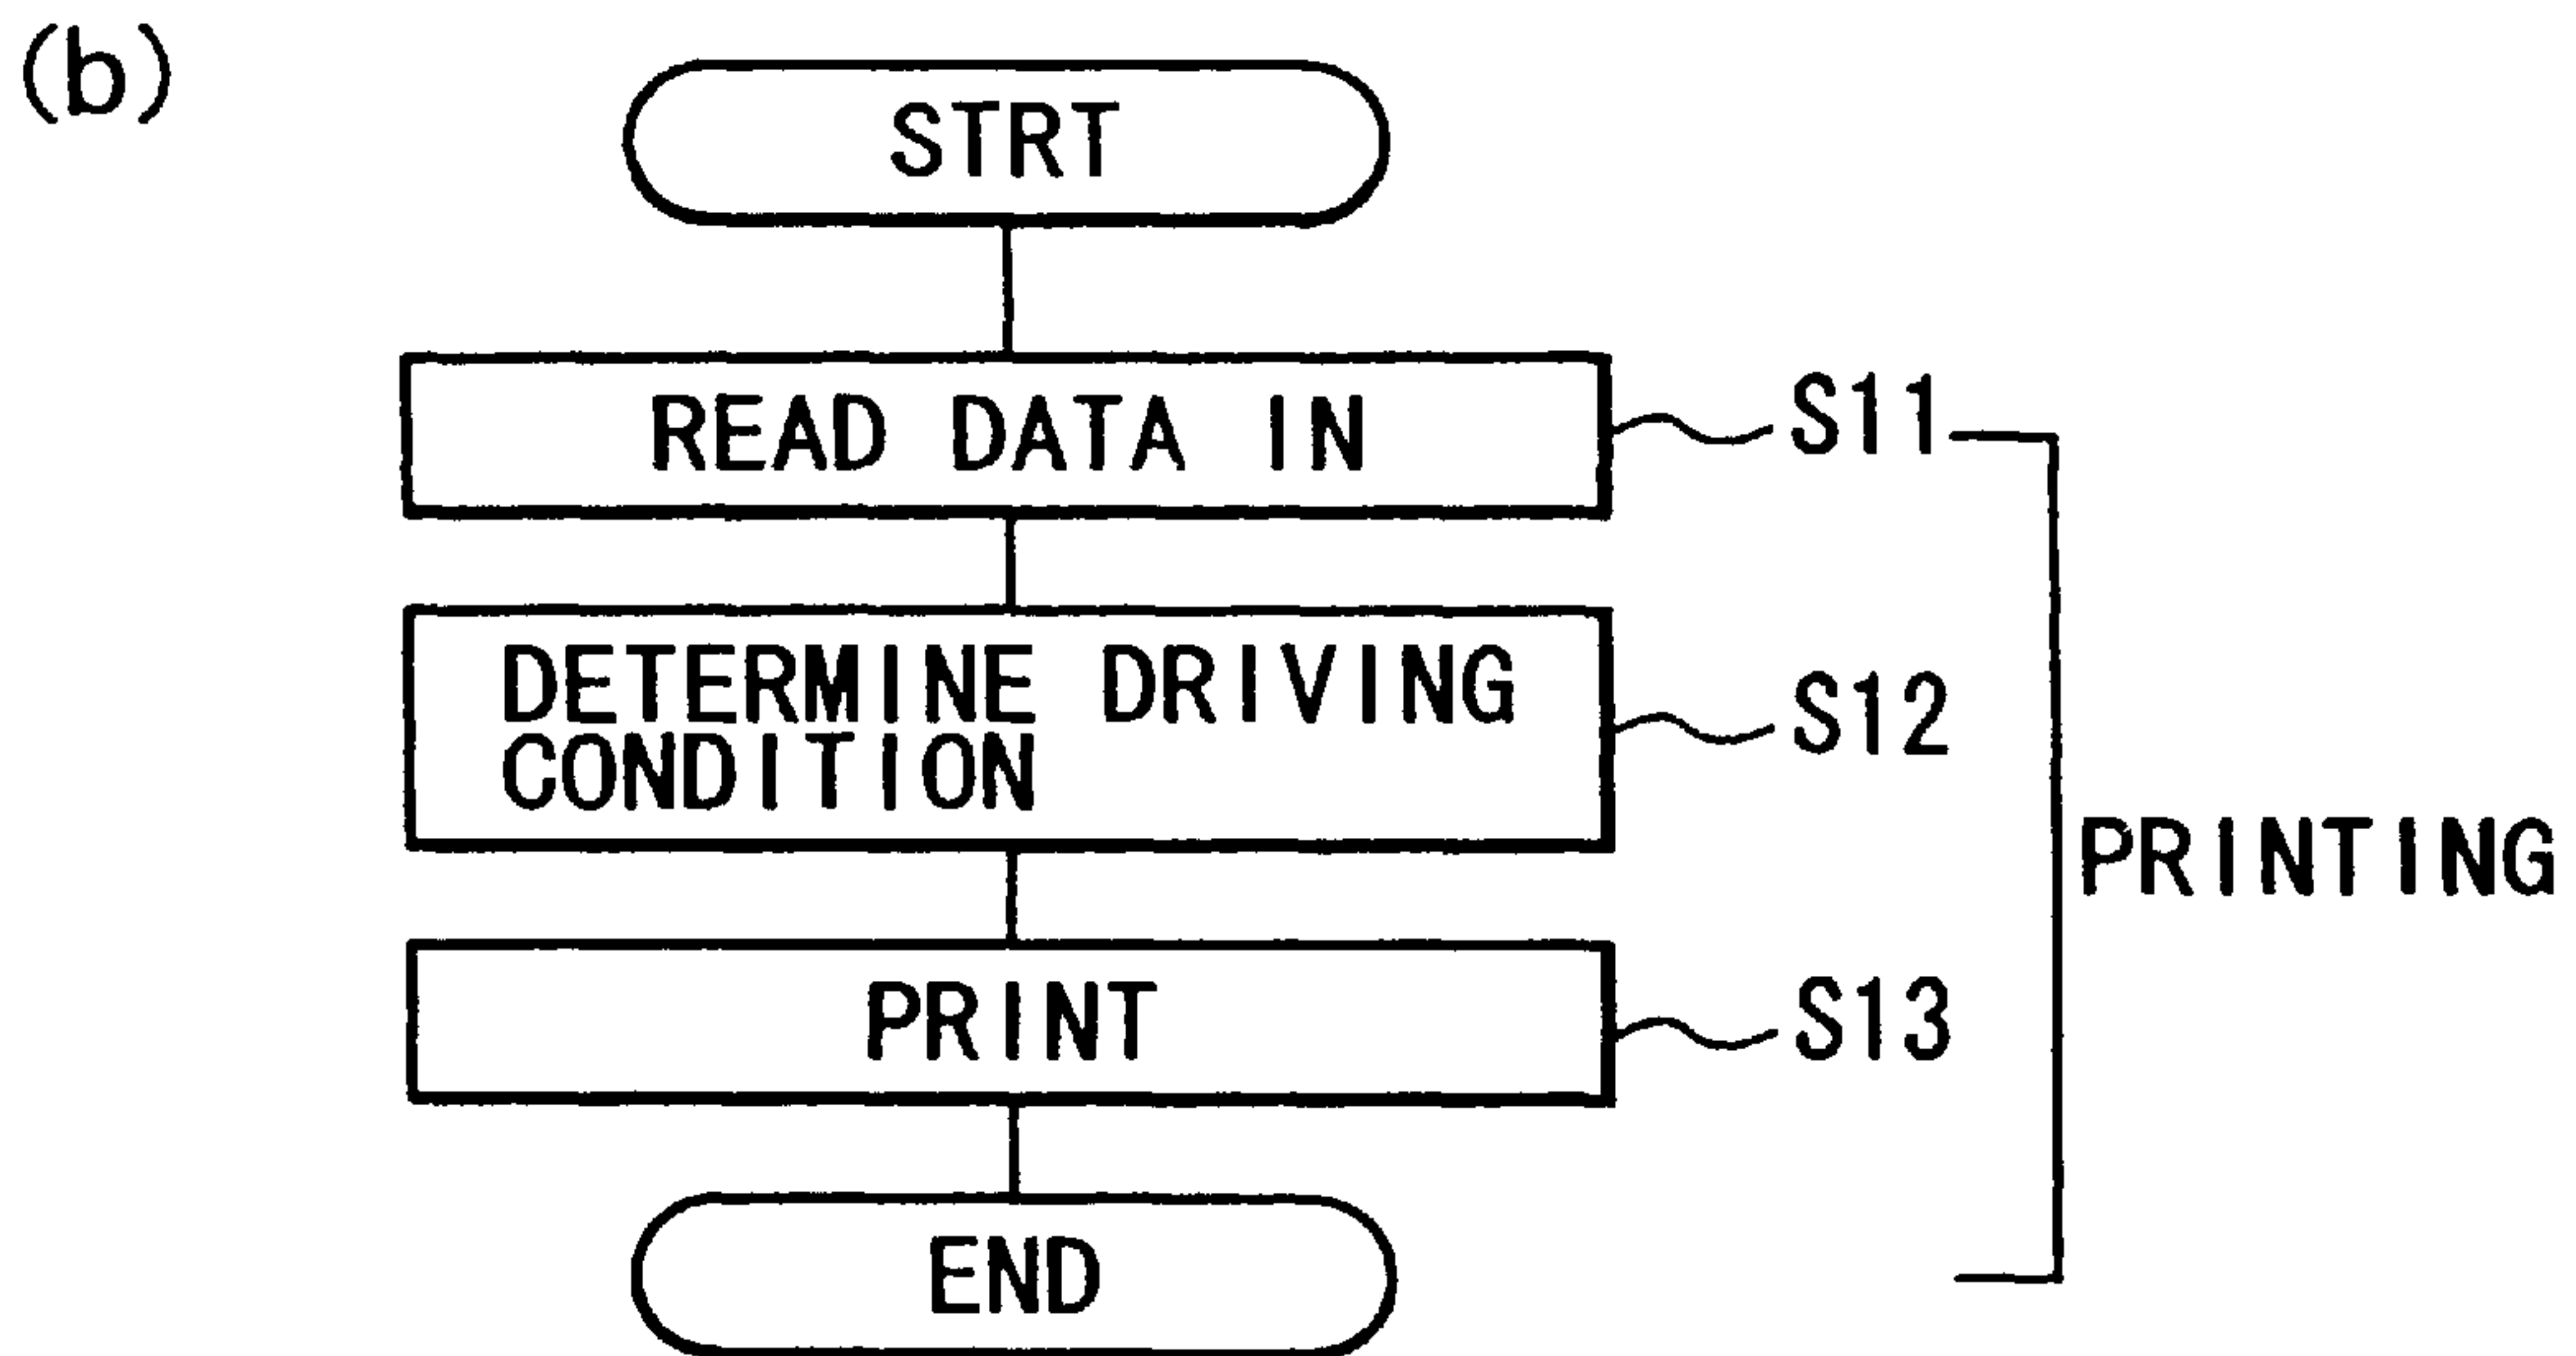 (b)
STRT
READ DATA IN
S11
DETERMINE DRIVING
CONDITION
S12
PRINTING
PRINT
S13
END